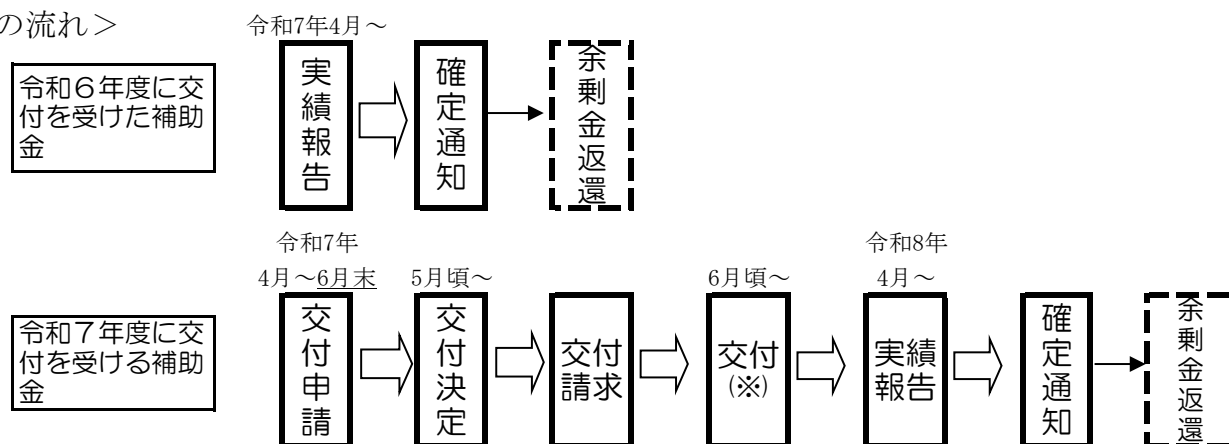 の流れ＞
令和7年4月～
令和６年度に交
付を受けた補助
金
実績報告
確定通知
余剰金返還
令和7年
4月～6月末
5月頃～
6月頃～
令和8年
4月～
令和７年度に交
付を受ける補助
金
交付申請
交付決定
交付
請求
交付
(※)
実績
報告
確定通知
余剰金返還